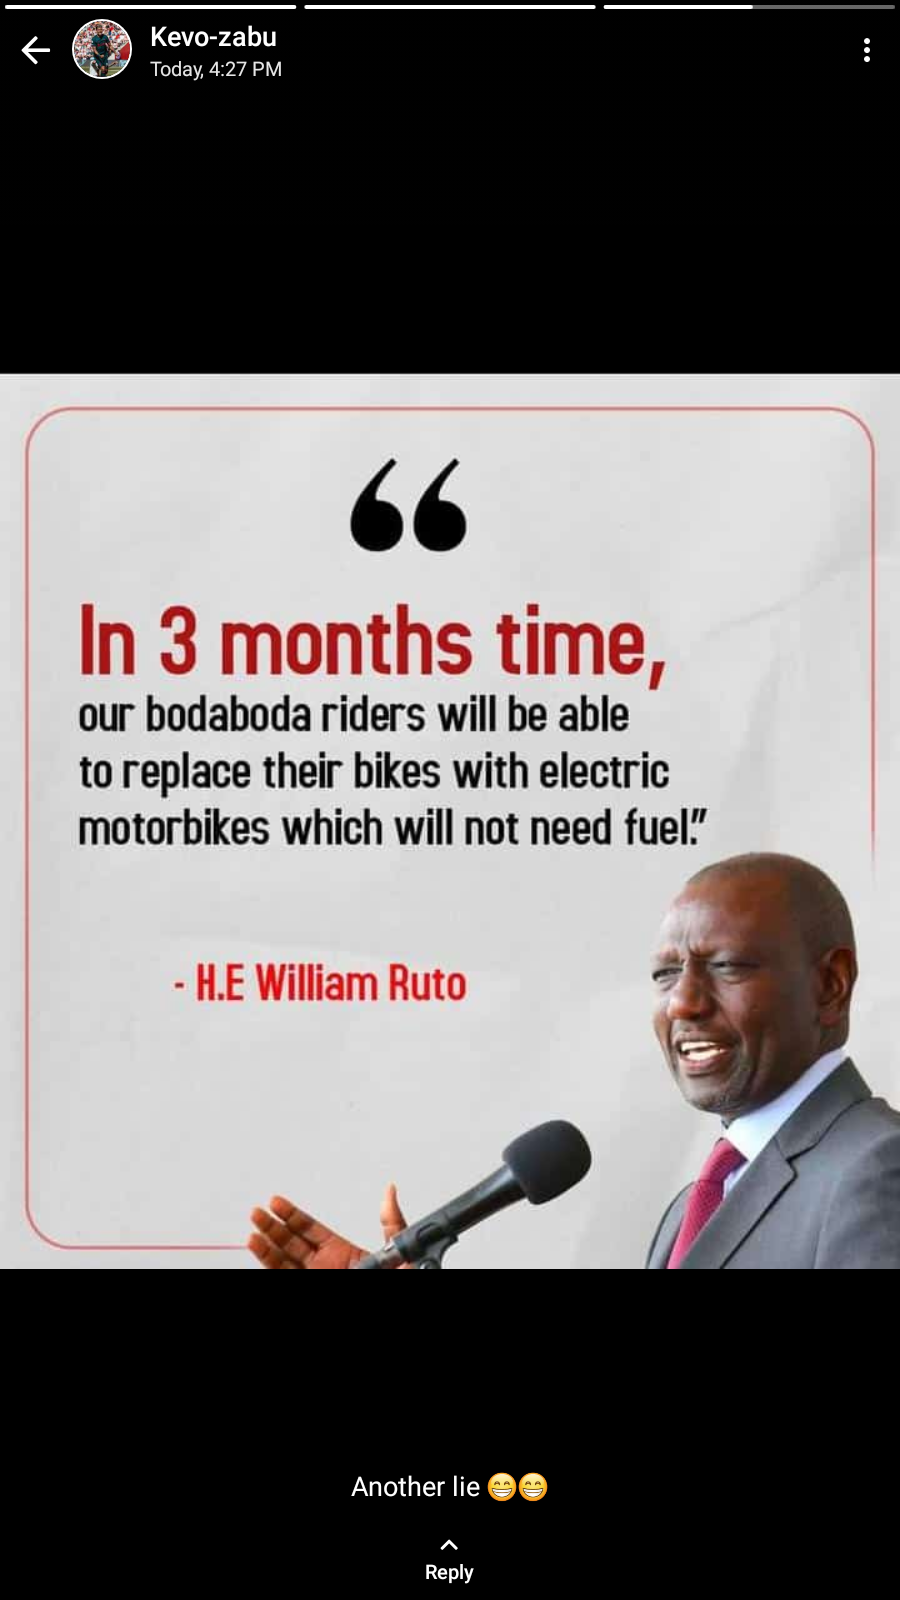 Kevo-zabu
Today, 4:27 PM
“
In 3 months time,
our bodaboda riders will be able
to replace their bikes with electric
motorbikes which will not need fuel.”
- H.E William Ruto
Another lie 😁😁
Reply